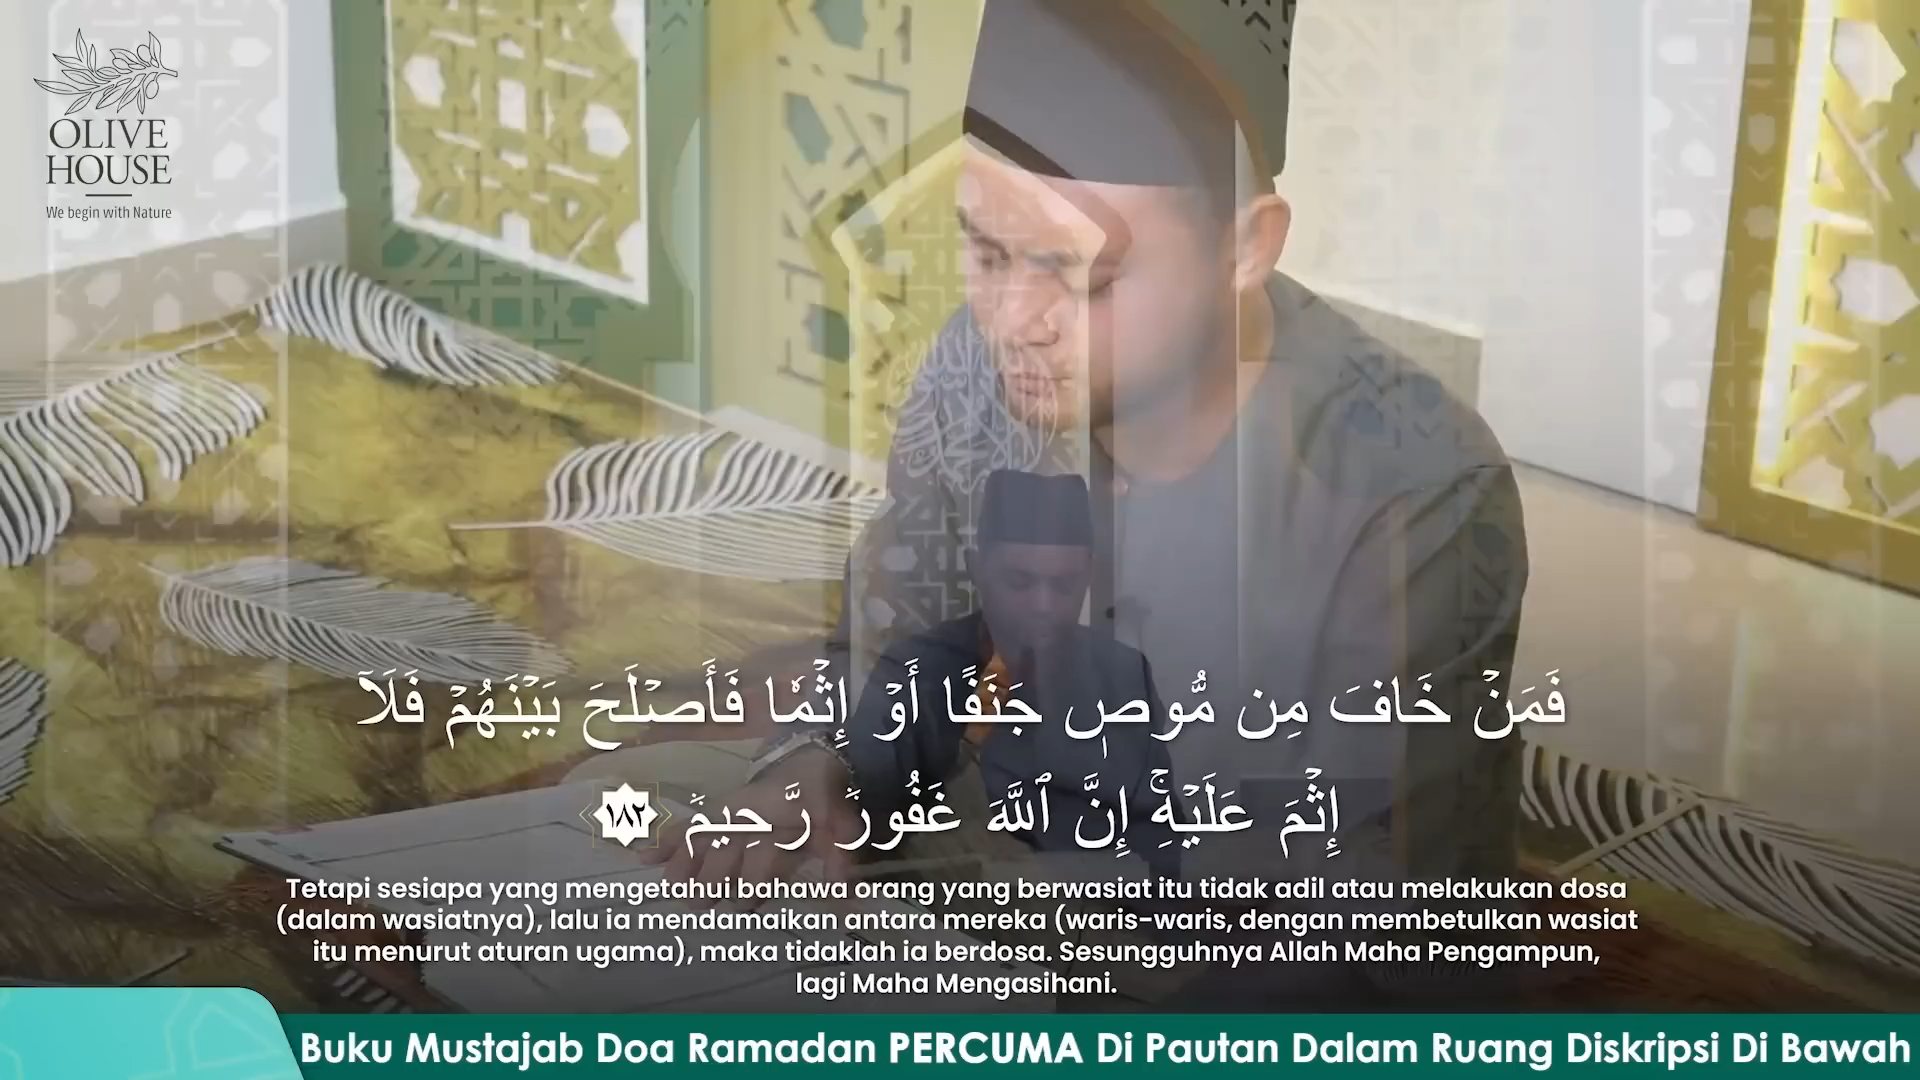 OLIVE
HOUSE
We begin with Nature
فَمَنۡ خَافَ مِن مُّوصٖ جَنَفًا أَوۡ إِثۡمٗا فَأَصۡلَحَ بَيۡنَهُمۡ فَلَآ
إِثۡمَ عَلَيۡهِۚ إِنَّ ٱللَّهَ غَفُورٞ رَّحِيمٞ ١٨٢
Tetapi sesiapa yang mengetahui bahawa orang yang berwasiat itu tidak adil atau melakukan dosa
(dalam wasiatnya), lalu ia mendamaikan antara mereka (waris-waris, dengan membetulkan wasiat
itu menurut aturan ugama), maka tidaklah ia berdosa. Sesungguhnya Allah Maha Pengampun,
lagi Maha Mengasihani.
Buku Mustajab Doa Ramadan PERCUMA Di Pautan Dalam Ruang Diskripsi Di Bawah